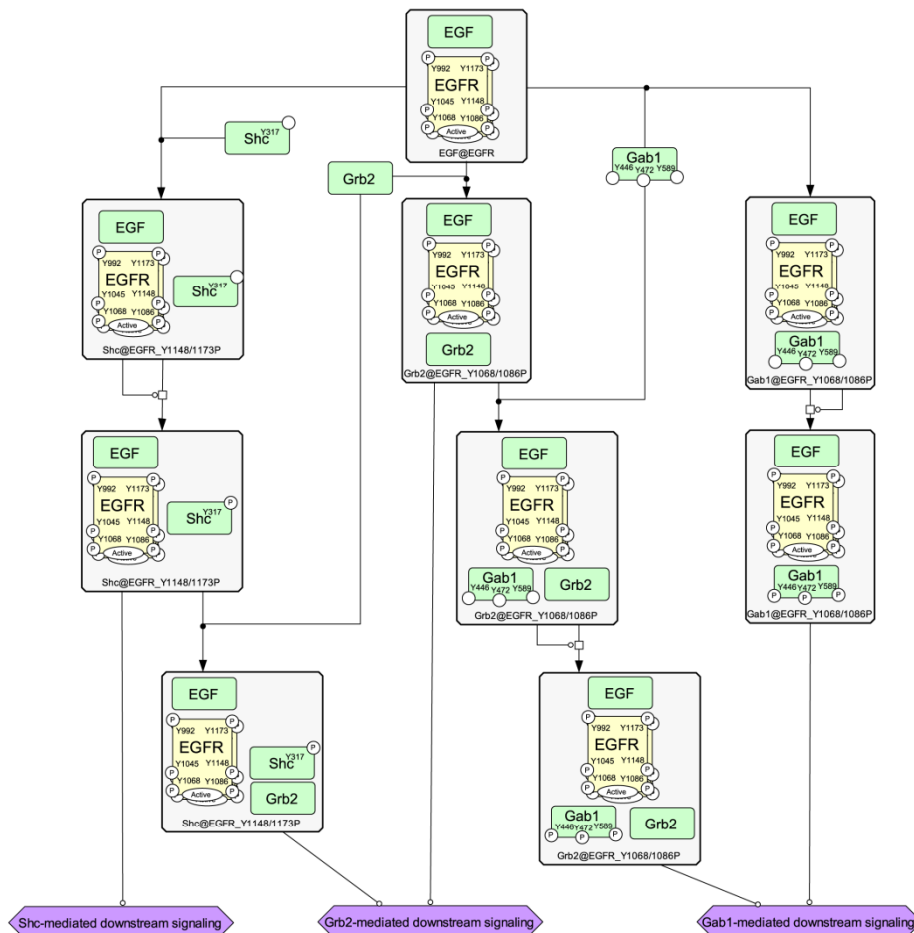 EGF
P P
Y992 Y1173
EGFR
Y1045 Y1148
P P
Y1068 Y1086
P Active P
EGF@EGFR
Shc Y317
Grb2
Gab1
Y446 Y472 Y589
EGF
P P
Y992 Y1173
EGFR
Y1045 Y1148
P P
Y1068 Y1086
P Active P
Shc Y317
Shc@EGFR_Y1148/1173P
EGF
P P
Y992 Y1173
EGFR
Y1045 Y1148
P P
Y1068 Y1086
P Active P
Grb2
Grb2@EGFR_Y1068/1086P
EGF
P P
Y992 Y1173
EGFR
Y1045 Y1148
P P
Y1068 Y1086
P Active P
Gab1
Y446 Y472 Y589
Gab1@EGFR_Y1068/1086P
EGF
P P
Y992 Y1173
EGFR
Y1045 Y1148
P P
Y1068 Y1086
P Active P
P
Shc Y317
Shc@EGFR_Y1148/1173P
EGF
P P
Y992 Y1173
EGFR
Y1045 Y1148
P P
Y1068 Y1086
P Active P
Gab1
Y446 Y472 Y589
Grb2
Grb2@EGFR_Y1068/1086P
EGF
P P
Y992 Y1173
EGFR
Y1045 Y1148
P P
Y1068 Y1086
P Active P
Gab1
Y446 Y472 Y589
P P P
Gab1@EGFR_Y1068/1086P
EGF
P P
Y992 Y1173
EGFR
Y1045 Y1148
P P
Y1068 Y1086
P Active P
P
Shc Y317
Grb2
Shc@EGFR_Y1148/1173P
EGF
P P
Y992 Y1173
EGFR
Y1045 Y1148
P P
Y1068 Y1086
P Active P
Gab1
Y446 Y472 Y589
P P P
Grb2
Grb2@EGFR_Y1068/1086P
Shc-mediated downstream signaling
Grb2-mediated downstream signaling
Gab1-mediated downstream signaling